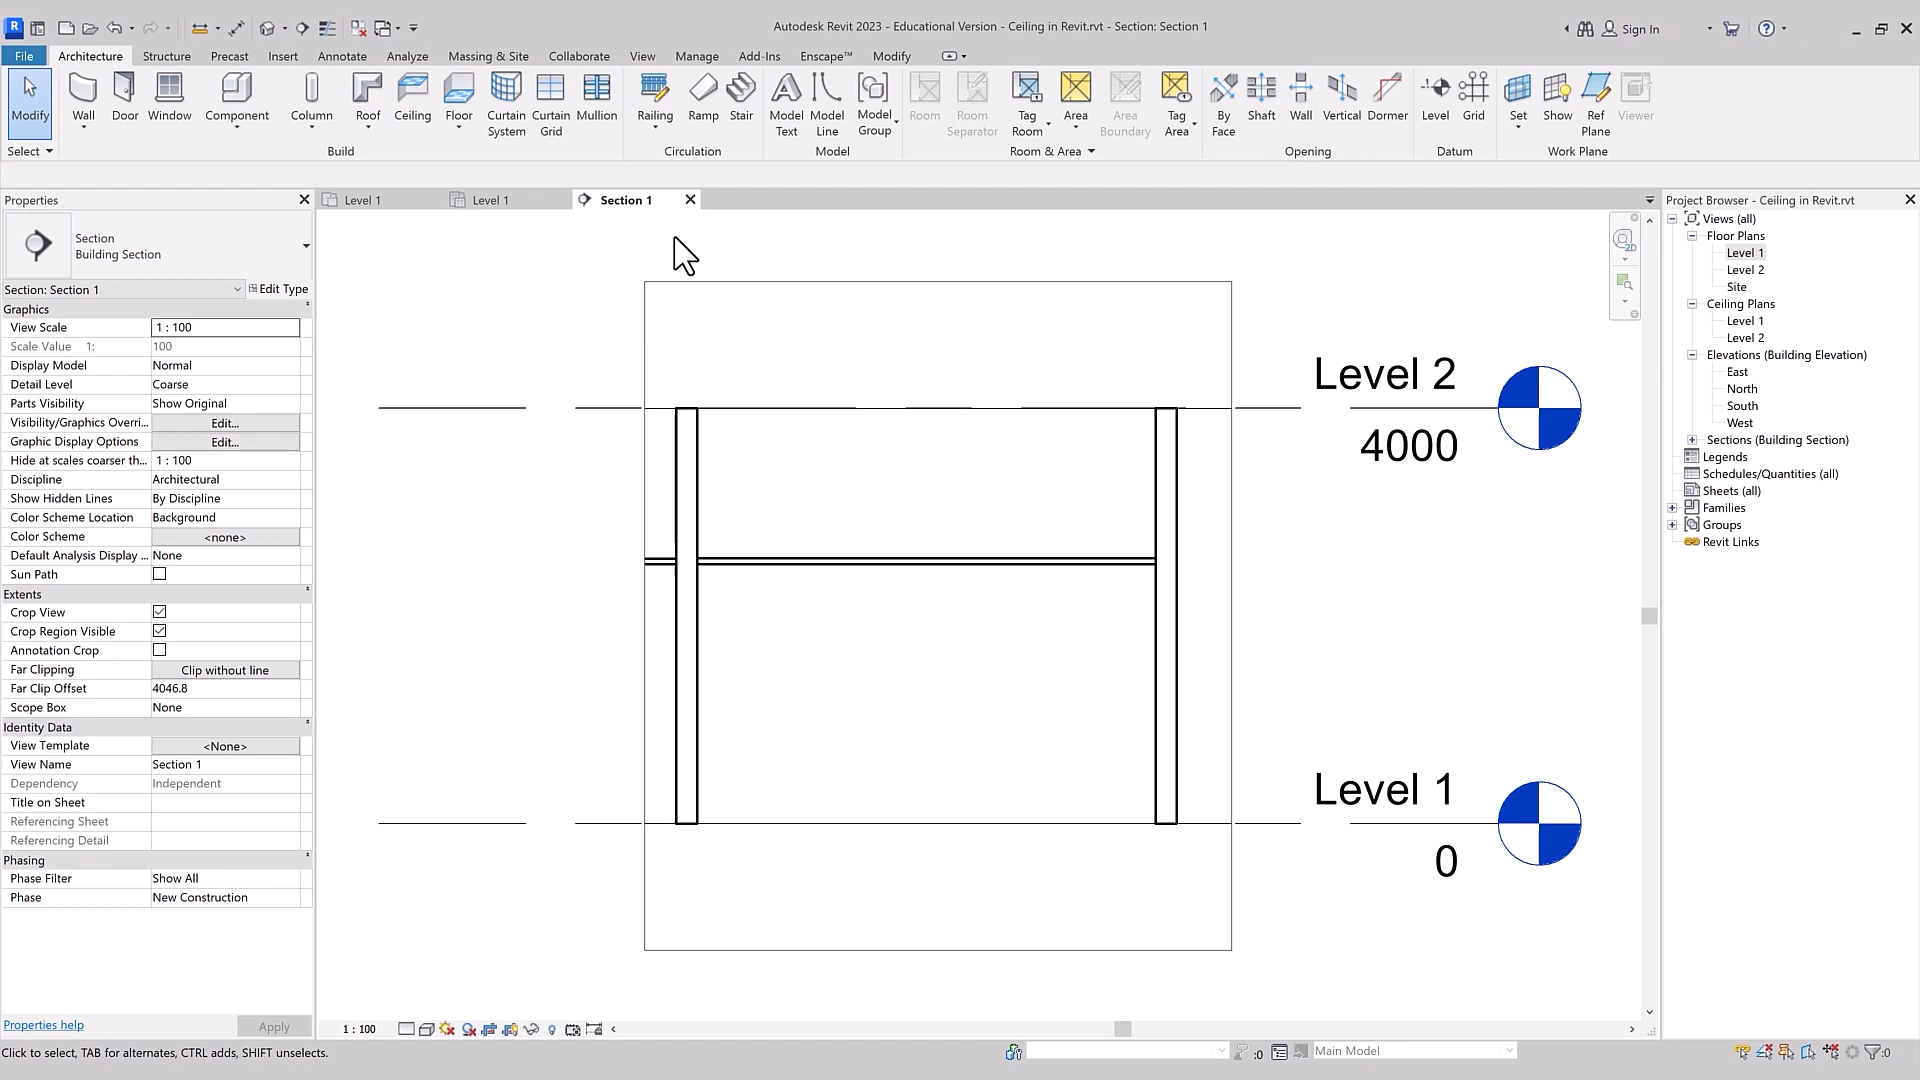 Autodesk Revit 2023 - Educational Version - Ceiling in Revit.rvt - Section: Section 1
Sign In
File Architecture Structure Precast Insert Annotate Analyze Massing & Site Collaborate View Manage Add-Ins Enscape™ Modify
Modify
Wall
Door
Window
Component
Column
Roof
Ceiling
Floor
Curtain System
Curtain Grid
Mullion
Railing
Ramp
Stair
Model Text
Model Line
Model Group
Room
Room Separator
Tag Room
Area
Area Boundary
Tag Area
By Face
Shaft
Wall
Vertical
Dormer
Level
Grid
Set
Show
Ref Plane
Viewer
Select
Build
Circulation
Model
Room & Area
Opening
Datum
Work Plane
Properties
Level 1
Level 1
Section 1
Project Browser - Ceiling in Revit.rvt
Section
Building Section
Section: Section 1
Edit Type
Graphics
View Scale 1 : 100
Scale Value 1: 100
Display Model Normal
Detail Level Coarse
Parts Visibility Show Original
Visibility/Graphics Overri... Edit...
Graphic Display Options Edit...
Hide at scales coarser th... 1 : 100
Discipline Architectural
Show Hidden Lines By Discipline
Color Scheme Location Background
Color Scheme <none>
Default Analysis Display ... None
Sun Path
Extents
Crop View
Crop Region Visible
Annotation Crop
Far Clipping Clip without line
Far Clip Offset 4046.8
Scope Box None
Identity Data
View Template <None>
View Name Section 1
Dependency Independent
Title on Sheet
Referencing Sheet
Referencing Detail
Phasing
Phase Filter Show All
Phase New Construction
Properties help
Apply
2D
Level 2
4000
Level 1
0
Views (all)
Floor Plans
Level 1
Level 2
Site
Ceiling Plans
Level 1
Level 2
Elevations (Building Elevation)
East
North
South
West
Sections (Building Section)
Legends
Schedules/Quantities (all)
Sheets (all)
Families
Groups
Revit Links
1 : 100
Click to select, TAB for alternates, CTRL adds, SHIFT unselects.
:0
Main Model
:0